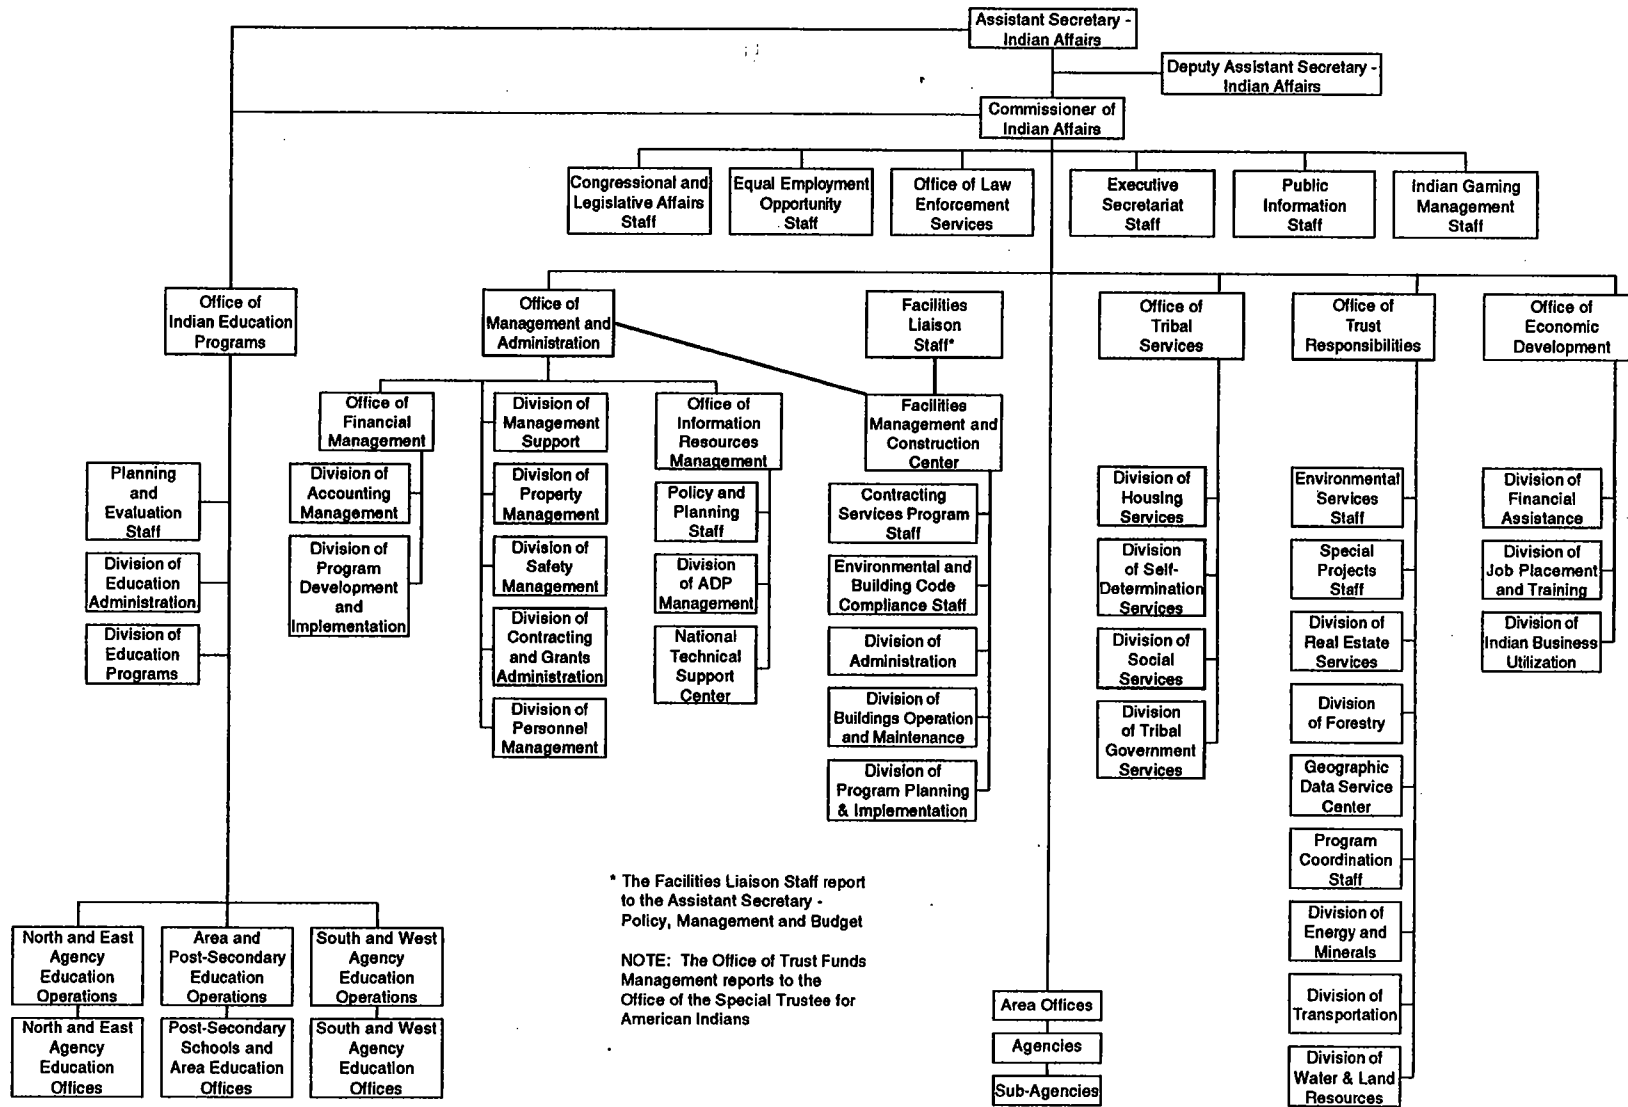 Assistant Secretary -
Indian Affairs
Deputy Assistant Secretary -
Indian Affairs
Commissioner of
Indian Affairs
Congressional and
Legislative Affairs
Staff
Equal Employment
Opportunity
Staff
Office of Law
Enforcement
Services
Executive
Secretariat
Staff
Public
Information
Staff
Indian Gaming
Management
Staff
Office of
Indian Education
Programs
Office of
Management and
Administration
Facilities
Liaison
Staff*
Office of
Tribal
Services
Office of
Trust
Responsibilities
Office of
Economic
Development
Office of
Financial
Management
Division of
Management
Support
Office of
Information
Resources
Management
Facilities
Management and
Construction
Center
Planning
and
Evaluation
Staff
Division of
Education
Administration
Division of
Education
Programs
Division of
Accounting
Management
Division of
Program
Development
and
Implementation
Division of
Property
Management
Division of
Safety
Management
Division of
Contracting
and Grants
Administration
Division of
Personnel
Management
Policy and
Planning
Staff
Division
of ADP
Management
National
Technical
Support
Center
Contracting
Services Program
Staff
Environmental and
Building Code
Compliance Staff
Division of
Administration
Division of
Buildings Operation
and Maintenance
Division of
Program Planning
& Implementation
Division of
Housing
Services
Division
of Self-
Determination
Services
Division of
Social
Services
Division
of Tribal
Government
Services
Environmental
Services
Staff
Special
Projects
Staff
Division of
Real Estate
Services
Division
of Forestry
Geographic
Data Service
Center
Program
Coordination
Staff
Division of
Energy and
Minerals
Division of
Transportation
Division of
Water & Land
Resources
Division of
Financial
Assistance
Division of
Job Placement
and Training
Division of
Indian Business
Utilization
* The Facilities Liaison Staff report
to the Assistant Secretary -
Policy, Management and Budget
NOTE: The Office of Trust Funds
Management reports to the
Office of the Special Trustee for
American Indians
North and East
Agency
Education
Operations
Area and
Post-Secondary
Education
Operations
South and West
Agency
Education
Operations
North and East
Agency
Education
Offices
Post-Secondary
Schools and
Area Education
Offices
South and West
Agency
Education
Offices
Area Offices
Agencies
Sub-Agencies